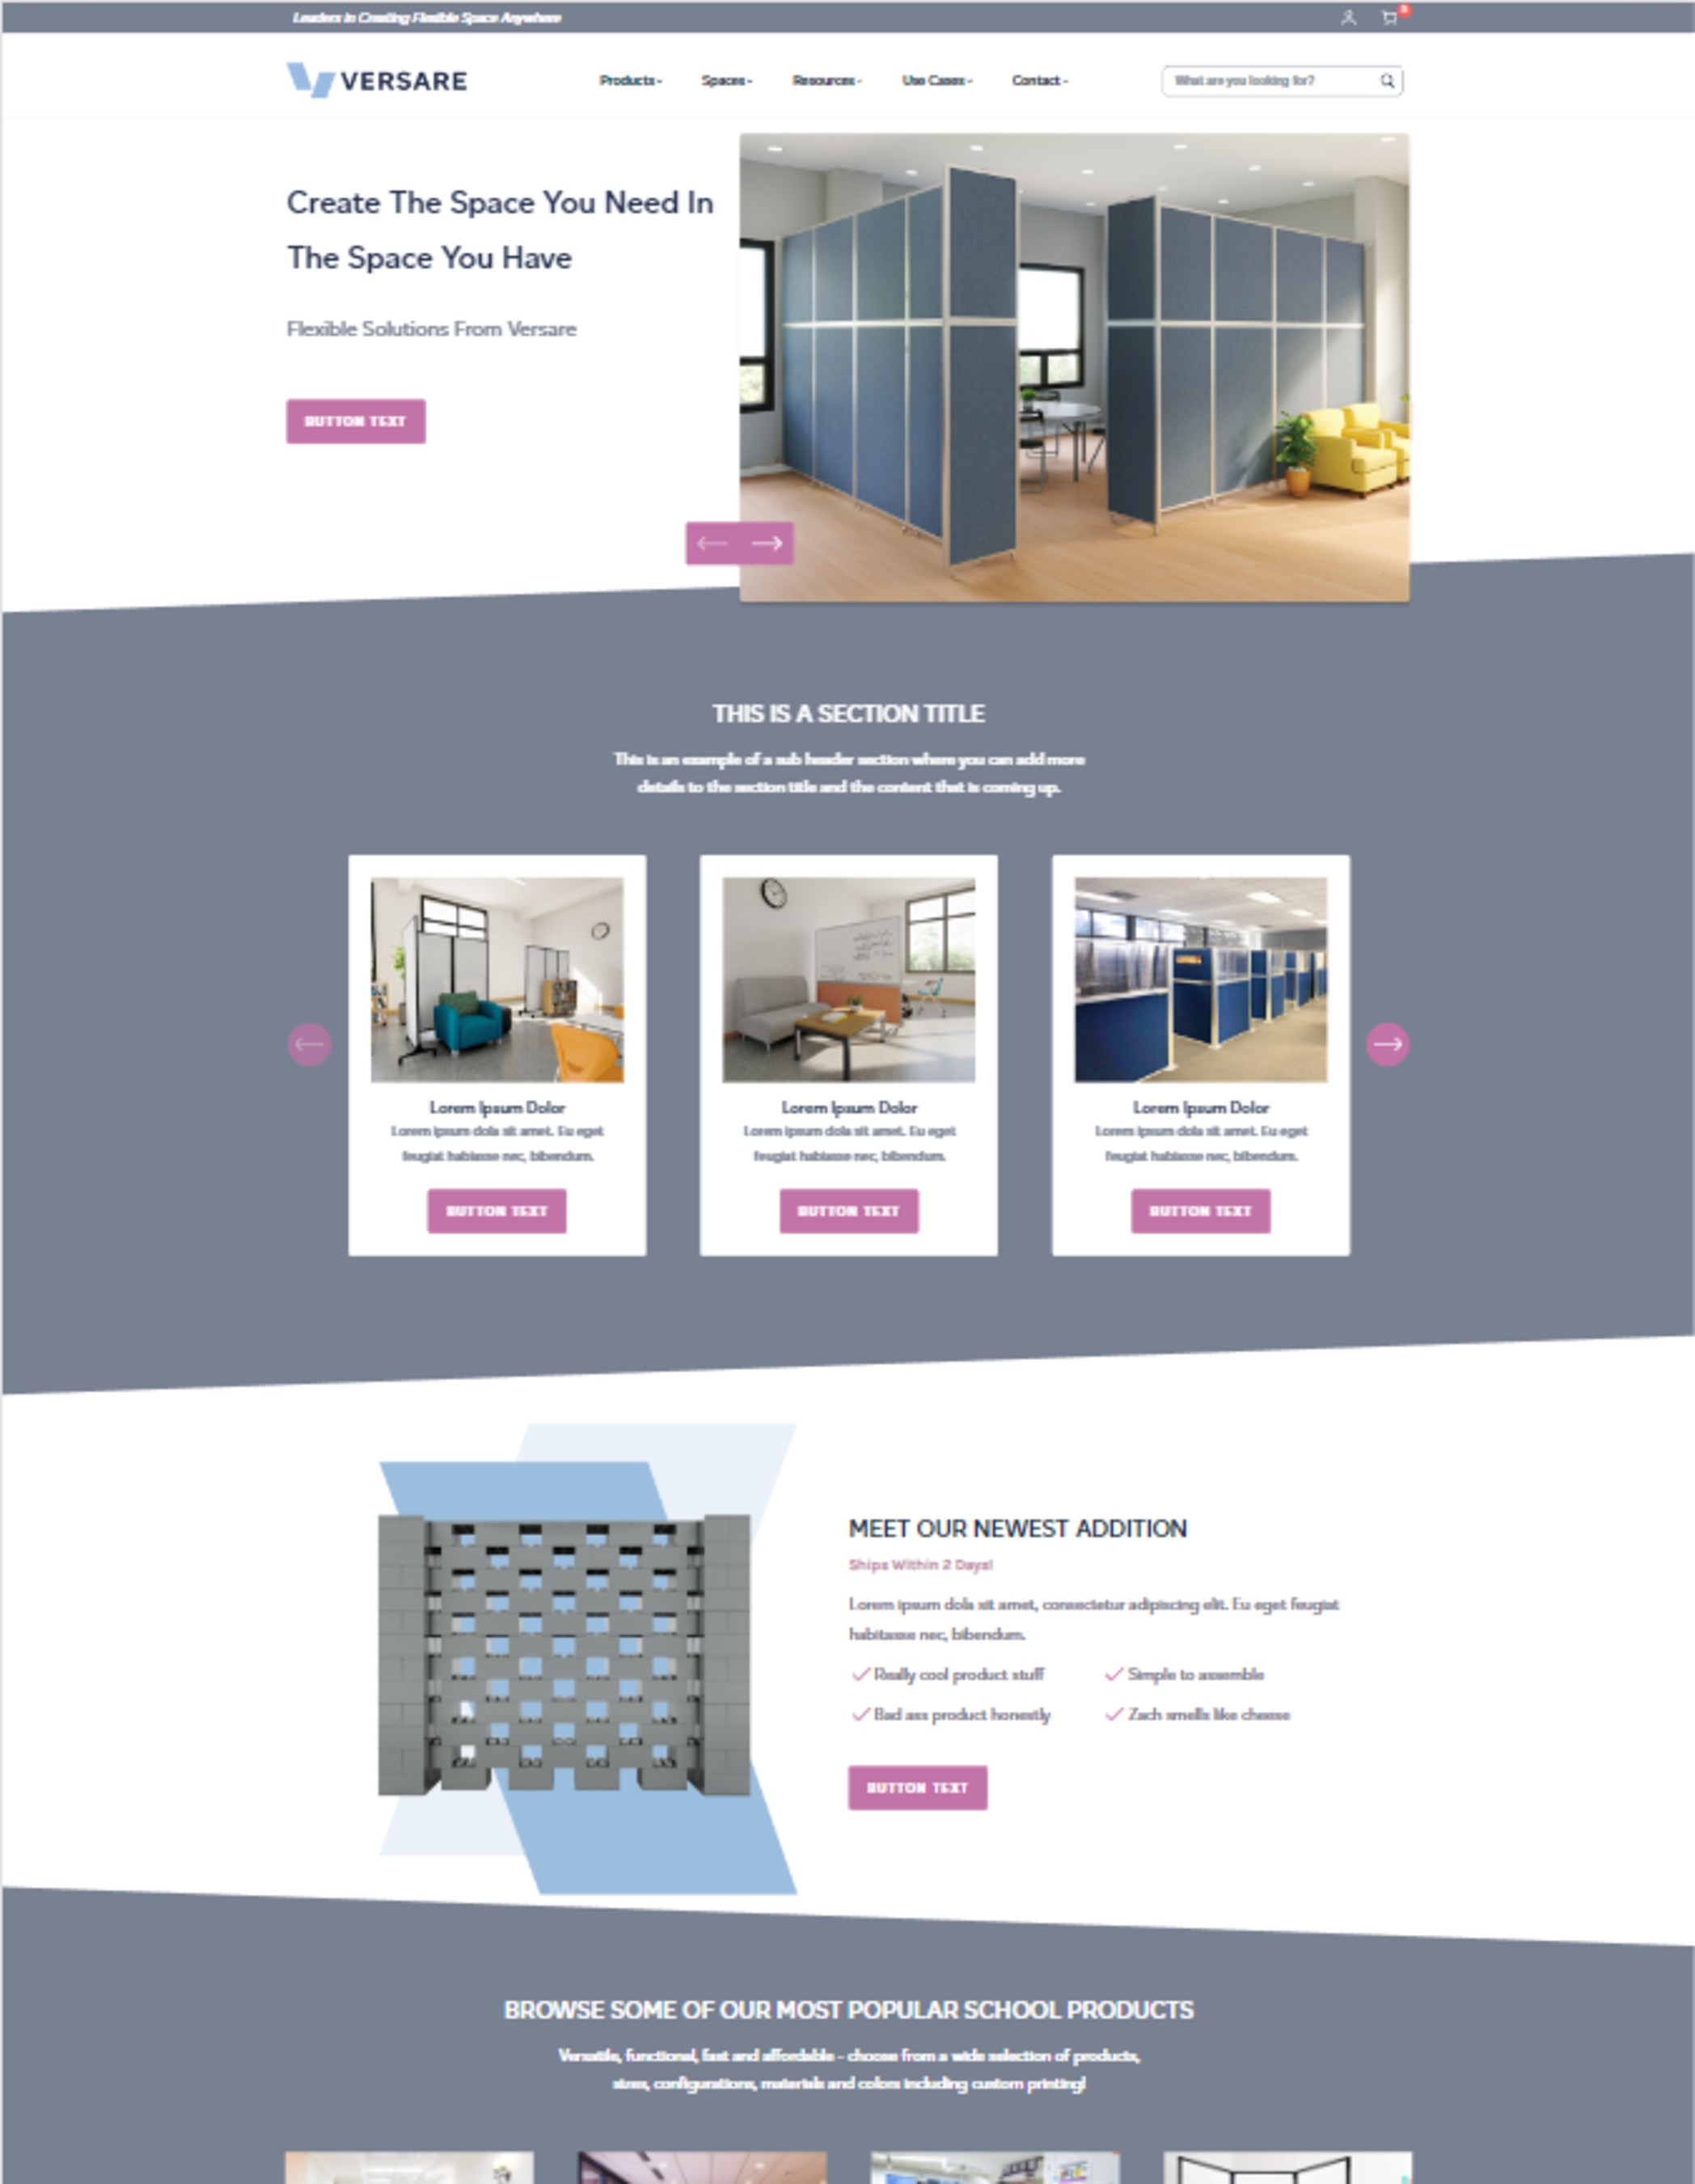 Leaders in Creating Flexible Space Anywhere
VERSARE
Products
Spaces
Resources
Use Cases
Contact
What are you looking for?
Create The Space You Need In
The Space You Have
Flexible Solutions From Versare
BUTTON TEXT
THIS IS A SECTION TITLE
This is an example of a sub header section where you can add more
details to the section title and the content that is coming up.
Lorem Ipsum Dolor
Lorem ipsum dola sit amet. Eu eget
feugiat habiasse nec, bibendum.
BUTTON TEXT
Lorem Ipsum Dolor
Lorem ipsum dola sit amet. Eu eget
feugiat habiasse nec, bibendum.
BUTTON TEXT
Lorem Ipsum Dolor
Lorem ipsum dola sit amet. Eu eget
feugiat habiasse nec, bibendum.
BUTTON TEXT
MEET OUR NEWEST ADDITION
Ships Within 2 Days!
Lorem ipsum dola sit amet, consectetur adipiscing elit. Eu eget feugiat
habitasse nec, bibendum.
Really cool product stuff
Simple to assemble
Bad ass product honestly
Zach smells like cheese
BUTTON TEXT
BROWSE SOME OF OUR MOST POPULAR SCHOOL PRODUCTS
Versatile, functional, fast and affordable - choose from a wide selection of products,
sizes, configurations, materials and colors including custom printing!